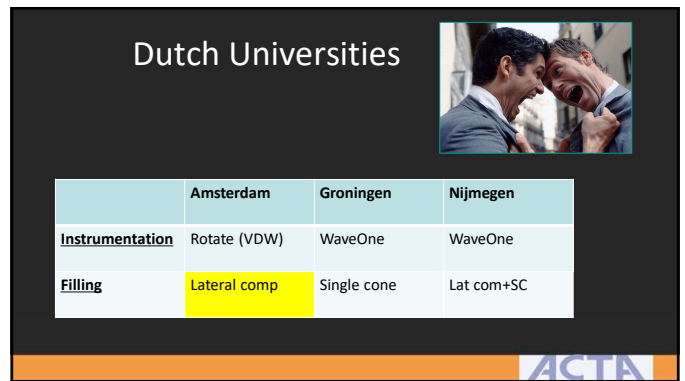 Dutch Universities
Amsterdam Groningen Nijmegen
Instrumentation Rotate (VDW) WaveOne WaveOne
Filling Lateral comp Single cone Lat com+SC
ACTA